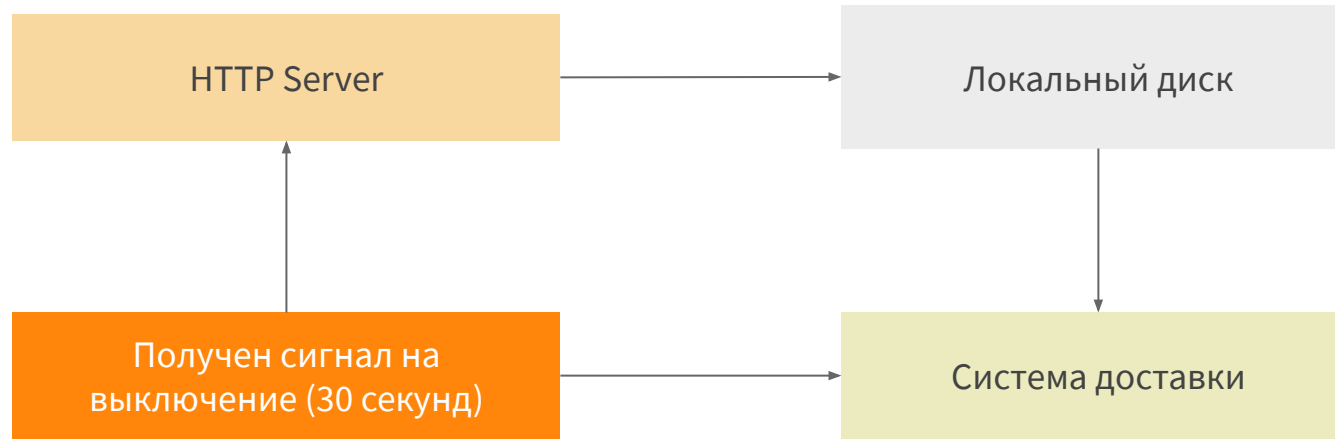 HTTP Server
Локальный диск
Получен сигнал на
выключение (30 секунд)
Система доставки